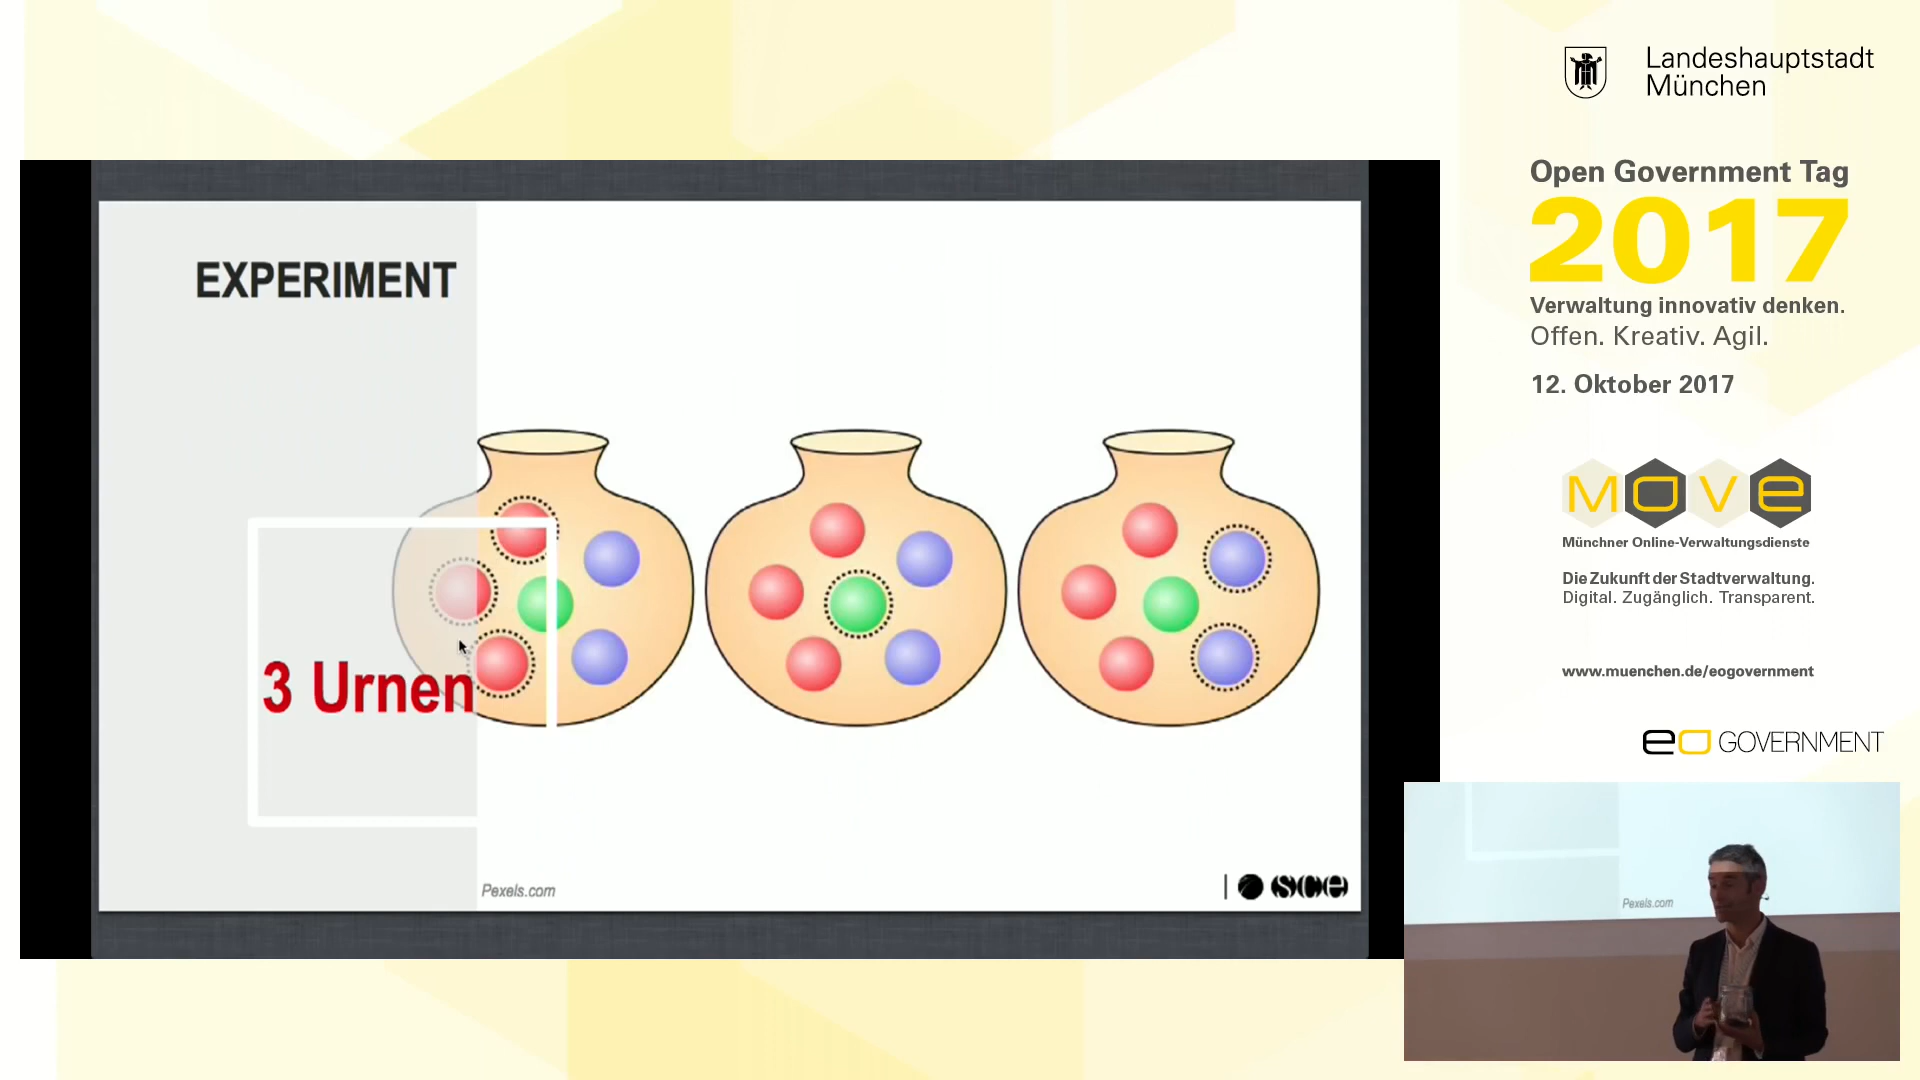 EXPERIMENT
3 Urnen
Pexels.com
sce
Landeshauptstadt
München
Open Government Tag
2017
Verwaltung innovativ denken.
Offen. Kreativ. Agil.
12. Oktober 2017
Move
Münchner Online-Verwaltungsdienste
Die Zukunft der Stadtverwaltung.
Digital. Zugänglich. Transparent.
www.muenchen.de/eogovernment
eo GOVERNMENT
Pexels.com